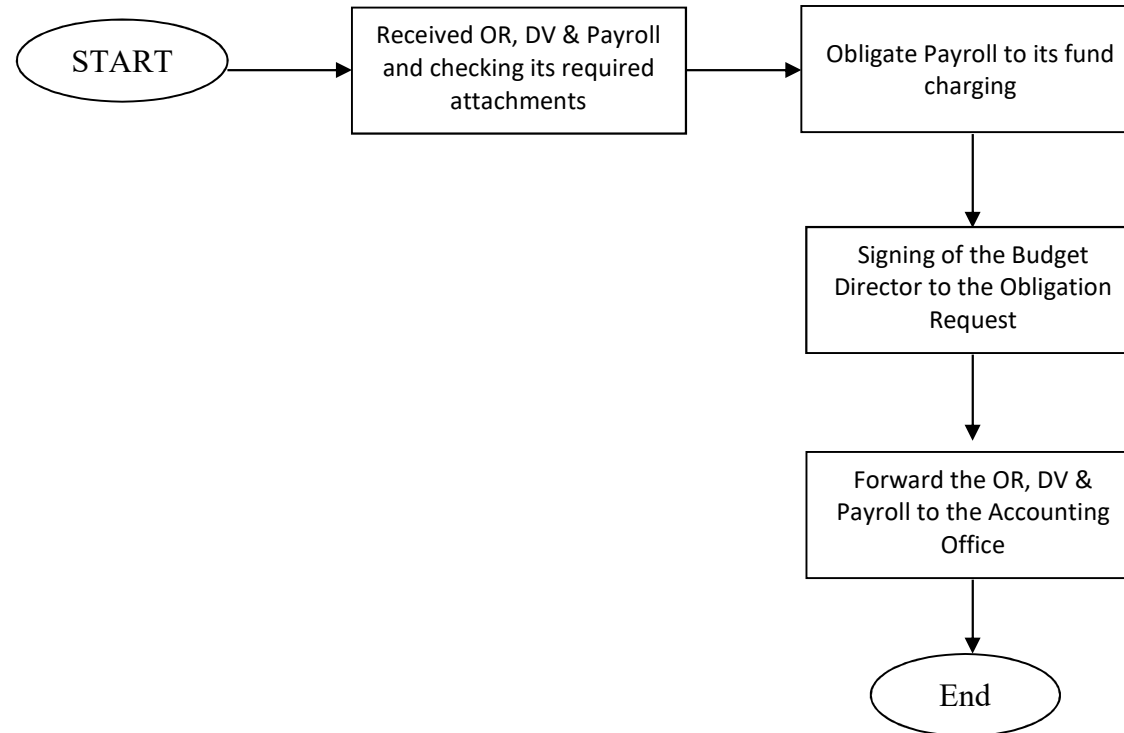 START
Received OR, DV & Payroll
and checking its required
attachments
Obligate Payroll to its fund
charging
Signing of the Budget
Director to the Obligation
Request
Forward the OR, DV &
Payroll to the Accounting
Office
End